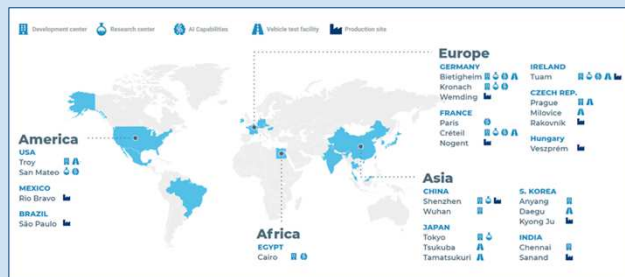 Development center Research center AI Capabilities Vehicle test facility Production site
Europe
GERMANY
Bietigheim
Kronach
Wemding
FRANCE
Paris
Créteil
Nogent
IRELAND
Tuam
CZECH REP.
Prague
Milovice
Rakovník
Hungary
Veszprém
America
USA
Troy
San Mateo
MEXICO
Rio Bravo
BRAZIL
São Paulo
Africa
EGYPT
Cairo
Asia
CHINA
Shenzhen
Wuhan
JAPAN
Tokyo
Tsukuba
Tamatsukuri
S. KOREA
Anyang
Daegu
Kyong Ju
INDIA
Chennai
Sanand